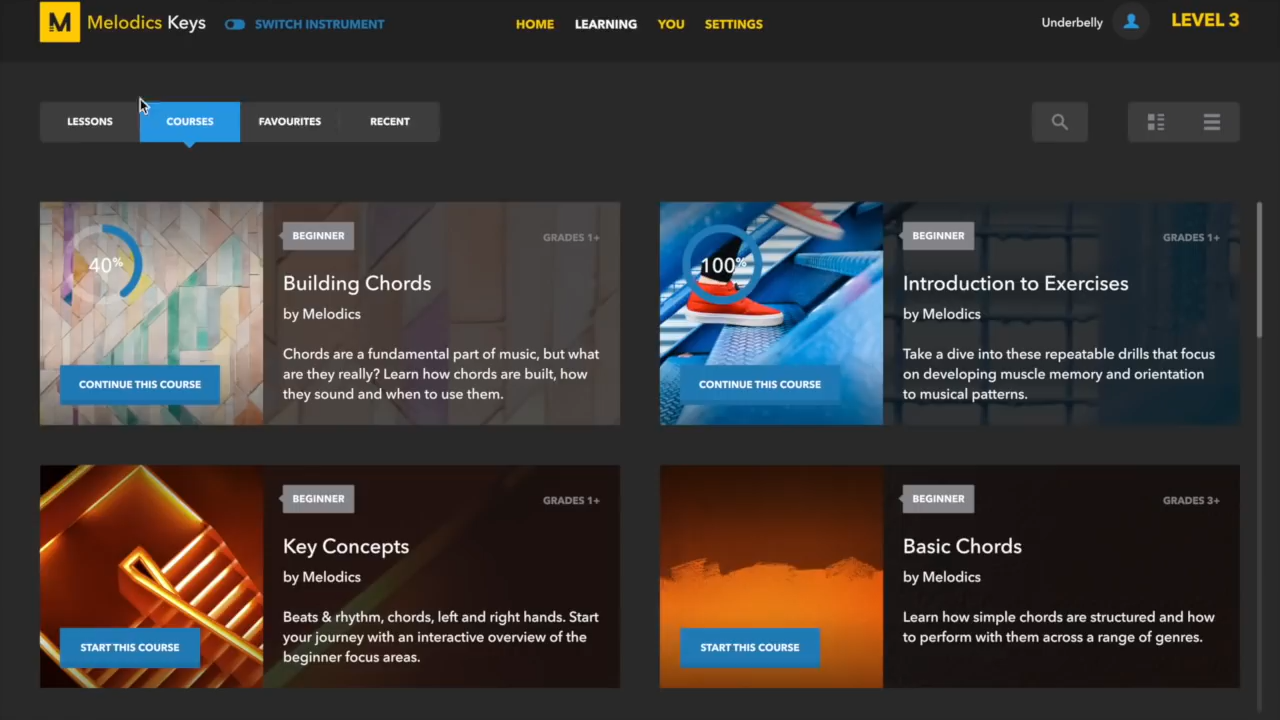 M Melodics Keys SWITCH INSTRUMENT HOME LEARNING YOU SETTINGS Underbelly LEVEL 3
LESSONS COURSES FAVOURITES RECENT
40%
BEGINNER GRADES 1+
Building Chords
by Melodics
Chords are a fundamental part of music, but what
are they really? Learn how chords are built, how
they sound and when to use them.
CONTINUE THIS COURSE
100%
BEGINNER GRADES 1+
Introduction to Exercises
by Melodics
Take a dive into these repeatable drills that focus
on developing muscle memory and orientation
to musical patterns.
CONTINUE THIS COURSE
BEGINNER GRADES 1+
Key Concepts
by Melodics
Beats & rhythm, chords, left and right hands. Start
your journey with an interactive overview of the
beginner focus areas.
START THIS COURSE
BEGINNER GRADES 3+
Basic Chords
by Melodics
Learn how simple chords are structured and how
to perform with them across a range of genres.
START THIS COURSE